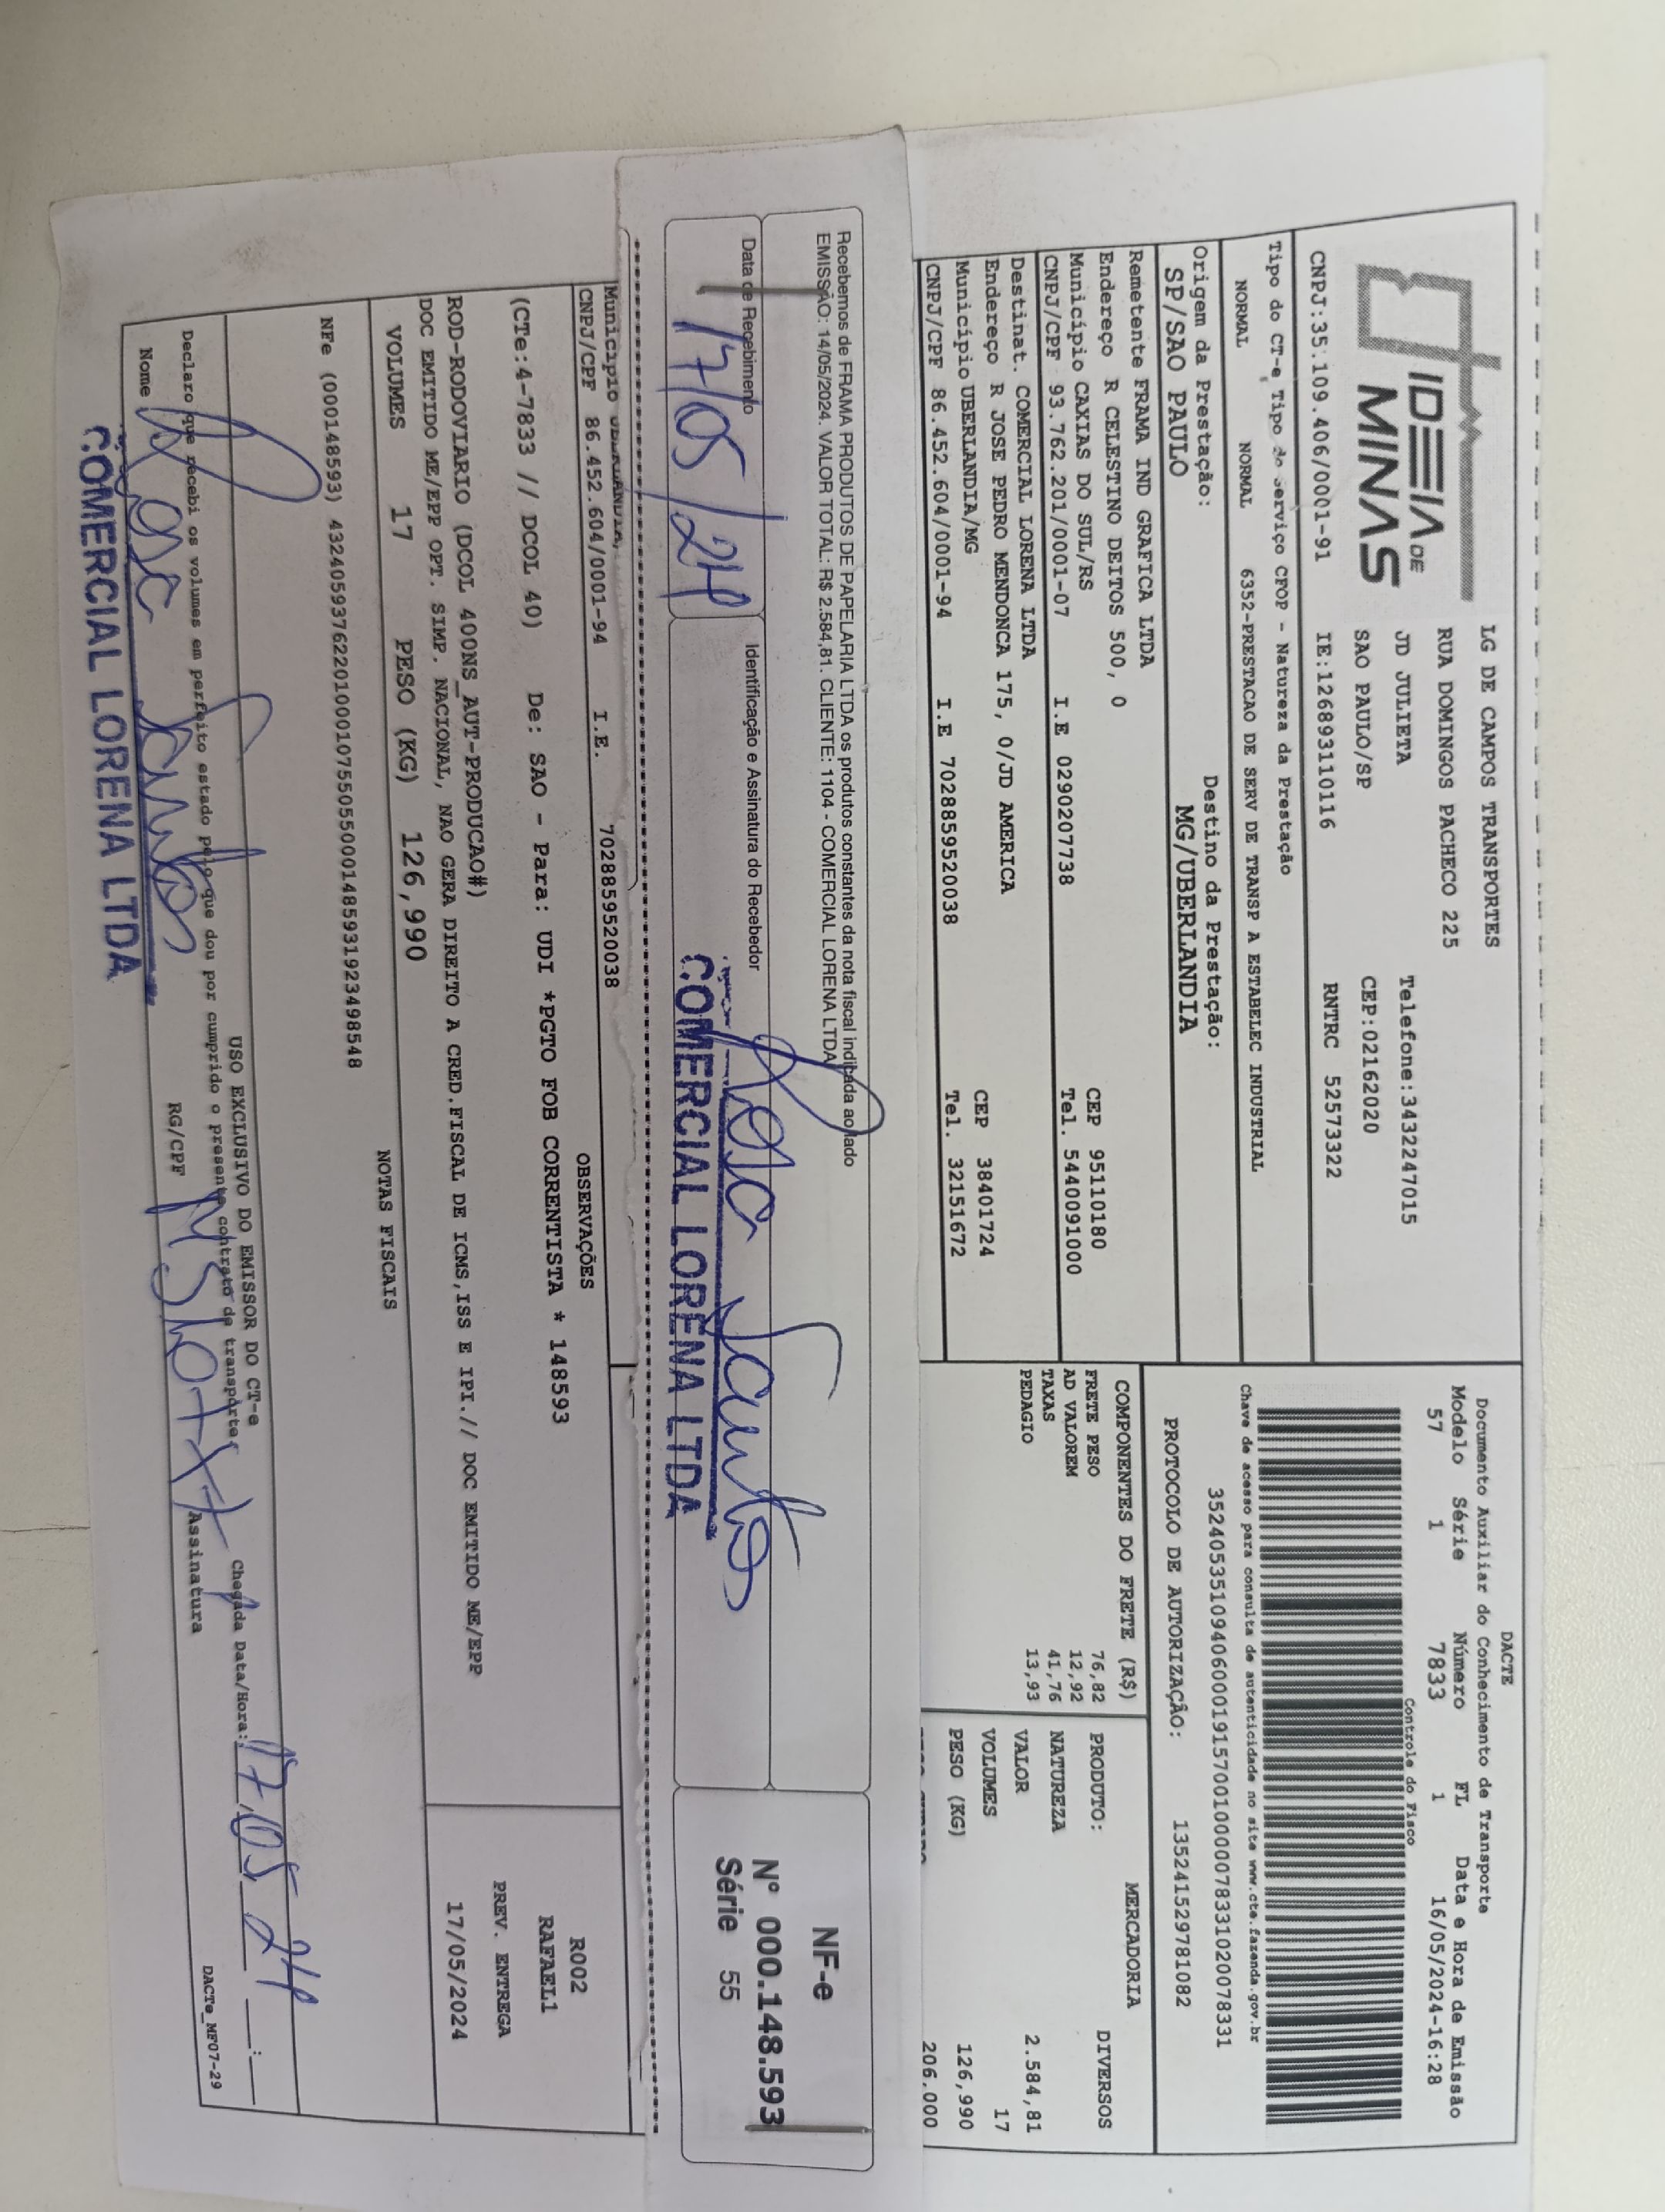 IDEIA DE
MINAS
LG DE CAMPOS TRANSPORTES
RUA DOMINGOS PACHECO 225
JD JULIETA Telefone:3432247015
SAO PAULO/SP CEP:02162020
CNPJ:35.109.406/0001-91 IE:126893110116 RNTRC 52573322
Tipo do CT-e Tipo do serviço CFOP - Natureza da Prestação
NORMAL NORMAL 6352-PRESTACAO DE SERV DE TRANSP A ESTABELEC INDUSTRIAL
Origem da Prestação: Destino da Prestação:
SP/SAO PAULO MG/UBERLANDIA
Remetente FRAMA IND GRAFICA LTDA
Endereço R CELESTINO DEITOS 500, 0 CEP 95110180
Município CAXIAS DO SUL/RS Tel. 5440091000
CNPJ/CPF 93.762.201/0001-07 I.E 0290207738
Destinat. COMERCIAL LORENA LTDA
Endereço R JOSE PEDRO MENDONCA 175, 0/JD AMERICA CEP 38401724
Município UBERLANDIA/MG Tel. 32151672
CNPJ/CPF 86.452.604/0001-94 I.E 7028859520038
DACTE
Documento Auxiliar do Conhecimento de Transporte
Modelo Série Número FL Data e Hora de Emissão
57 1 7833 1 16/05/2024-16:28
Controle do Fisco
Chave de acesso para consulta de autenticidade no site www.cte.fazenda.gov.br
35240535109406000191570010000078331020078331
PROTOCOLO DE AUTORIZAÇÃO: 135241529781082
COMPONENTES DO FRETE (R$)
FRETE PESO 76,82
AD VALOREM 12,92
TAXAS 41,76
PEDAGIO 13,93
MERCADORIA
PRODUTO: DIVERSOS
NATUREZA
VALOR 2.584,81
VOLUMES 17
PESO (KG) 126,990
206.000
Recebemos de FRAMA PRODUTOS DE PAPELARIA LTDA os produtos constantes da nota fiscal indicada ao lado
EMISSÃO: 14/05/2024. VALOR TOTAL: R$ 2.584,81. CLIENTE: 1104 - COMERCIAL LORENA LTDA
Data de Recebimento Identificação e Assinatura do Recebedor
17/05/24 Rosa Santos
COMERCIAL LORENA LTDA
NF-e
Nº 000.148.593
Série 55
Município
CNPJ/CPF 86.452.604/0001-94 I.E. 7028859520038
OBSERVAÇÕES
(CTe:4-7833 // DCOL 40) De: SAO - Para: UDI *PGTO FOB CORRENTISTA * 148593
ROD-RODOVIARIO (DCOL 400NS_AUT-PRODUCAO#)
DOC EMITIDO ME/EPP OPT. SIMP. NACIONAL, NAO GERA DIREITO A CRED.FISCAL DE ICMS,ISS E IPI.// DOC EMITIDO ME/EPP
R002
RAFAEL1
PREV. ENTREGA
17/05/2024
VOLUMES 17 PESO (KG) 126,990
NOTAS FISCAIS
NFe (000148593) 43240593762201000107550550001485931923498548
USO EXCLUSIVO DO EMISSOR DO CT-e
Declaro que recebi os volumes em perfeito estado pelo que dou por cumprido o presente contrato de transporte. Chegada Data/Hora: 17/05 24 :
Nome Rosa Santos RG/CPF Assinatura
COMERCIAL LORENA LTDA
DACTe_MF07-29